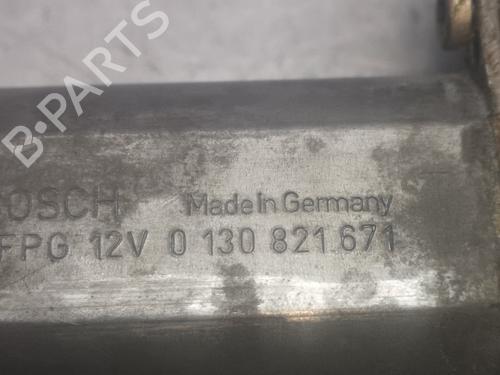 B-PARTS
OSCH Made in Germany
FPG 12V 0 130 821 671